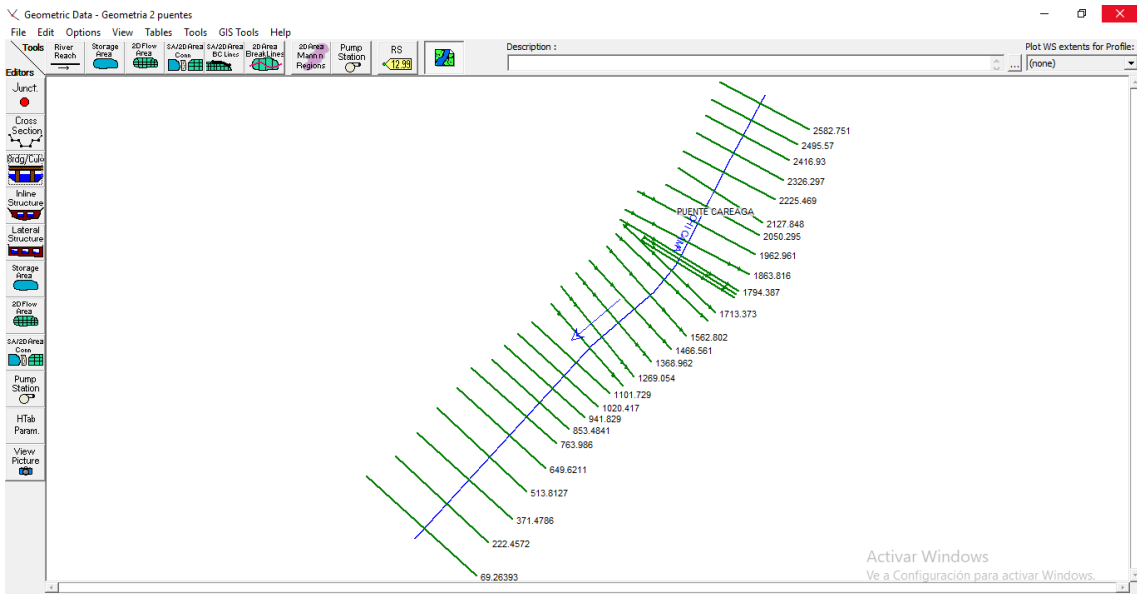 Geometric Data - Geometria 2 puentes
File Edit Options View Tables Tools GIS Tools Help
Tools
Editors
River Reach
Storage Area
2D Flow Area
SA/2D Area Conn
SA/2D Area BC Lines
2D Area BreakLines
2D Area Mann n Regions
Pump Station
RS
12.99
Description :
...
Plot WS extents for Profile:
(none)
Junct.
Cross Section
Brdg/Culv
Inline Structure
Lateral Structure
Storage Area
2D Flow Area
SA/2D Area Conn
Pump Station
HTab Param.
View Picture
2582.751
2495.57
2416.93
2326.297
2225.469
PUENTE CAREAGA
2127.848
2050.295
1962.961
1863.816
1794.387
1713.373
1562.802
1466.561
1368.962
1269.054
1101.729
1020.417
941.829
853.4841
763.986
649.6211
513.8127
371.4786
222.4572
69.26393
Activar Windows
Ve a Configuración para activar Windows.